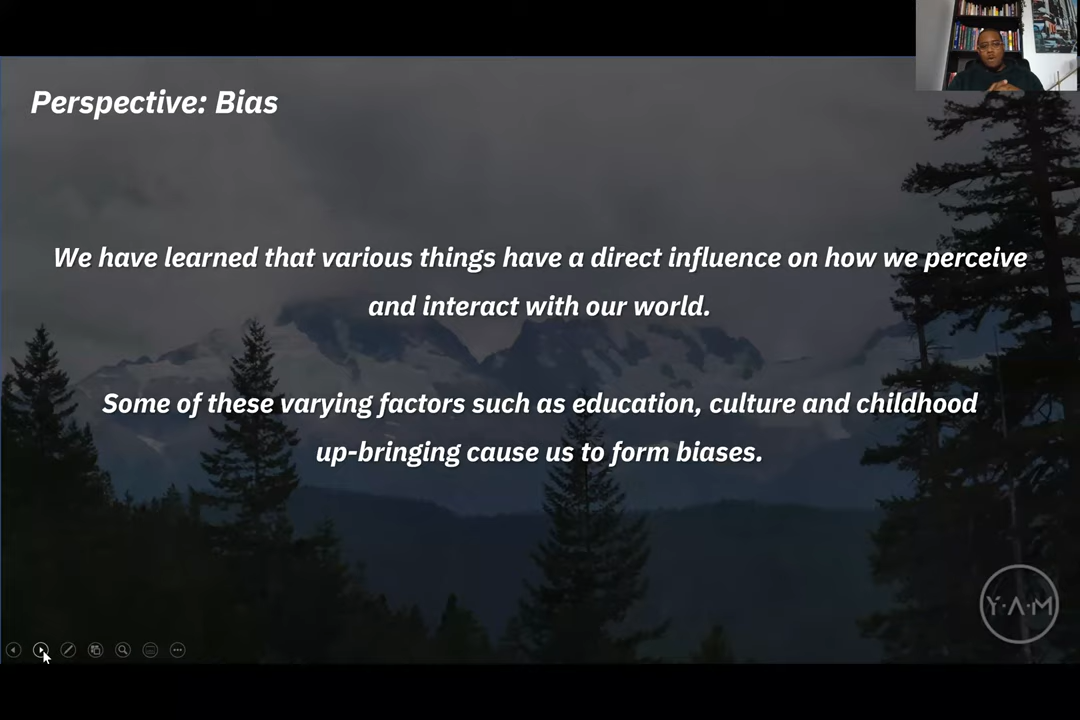 Perspective: Bias
We have learned that various things have a direct influence on how we perceive
and interact with our world.
Some of these varying factors such as education, culture and childhood
up-bringing cause us to form biases.
Y·A·M